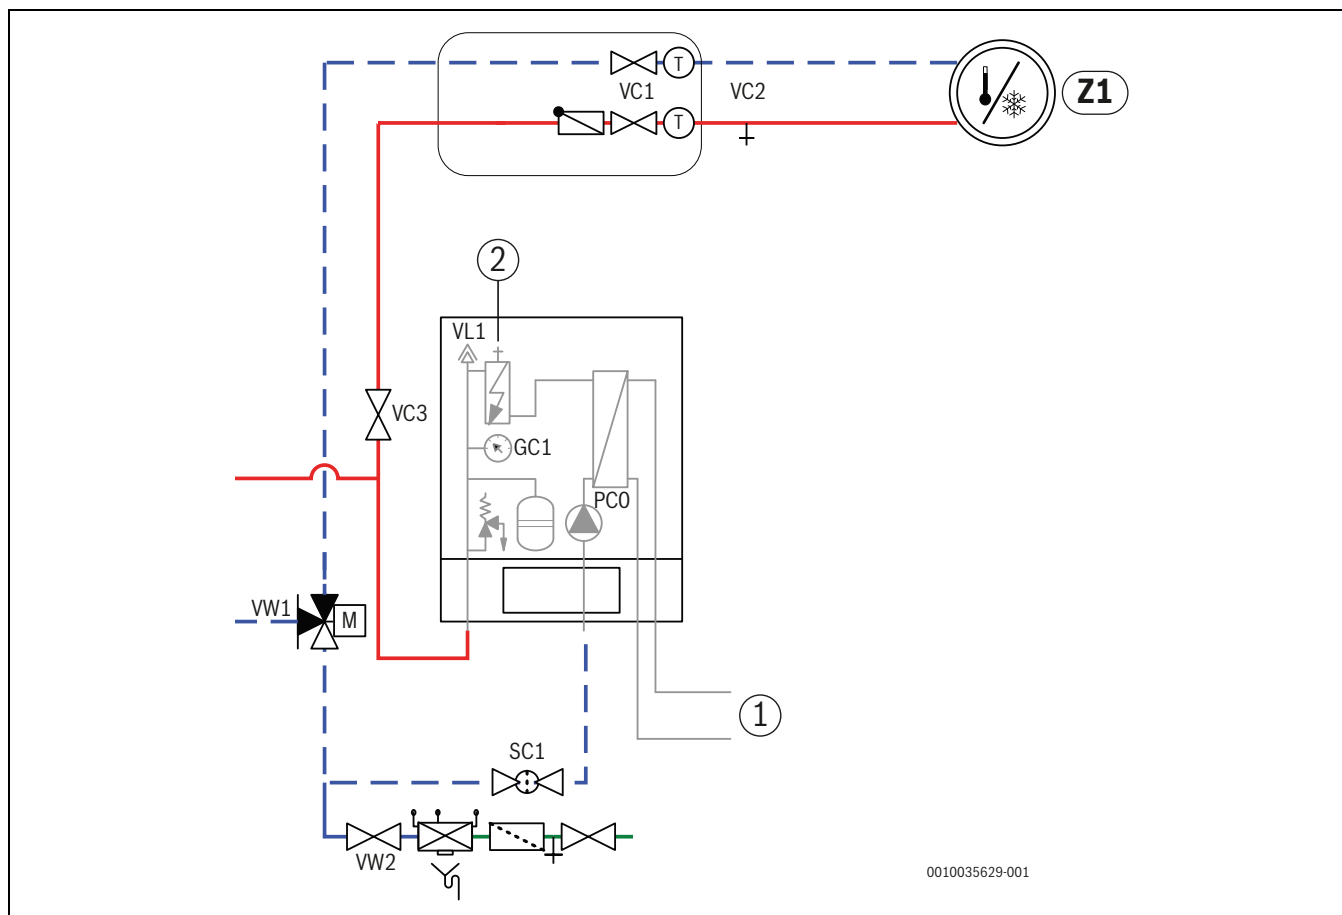 T
VC1
VC2
Z1
T
2
VL1
VC3
GC1
PC0
VW1
M
1
SC1
VW2
0010035629-001